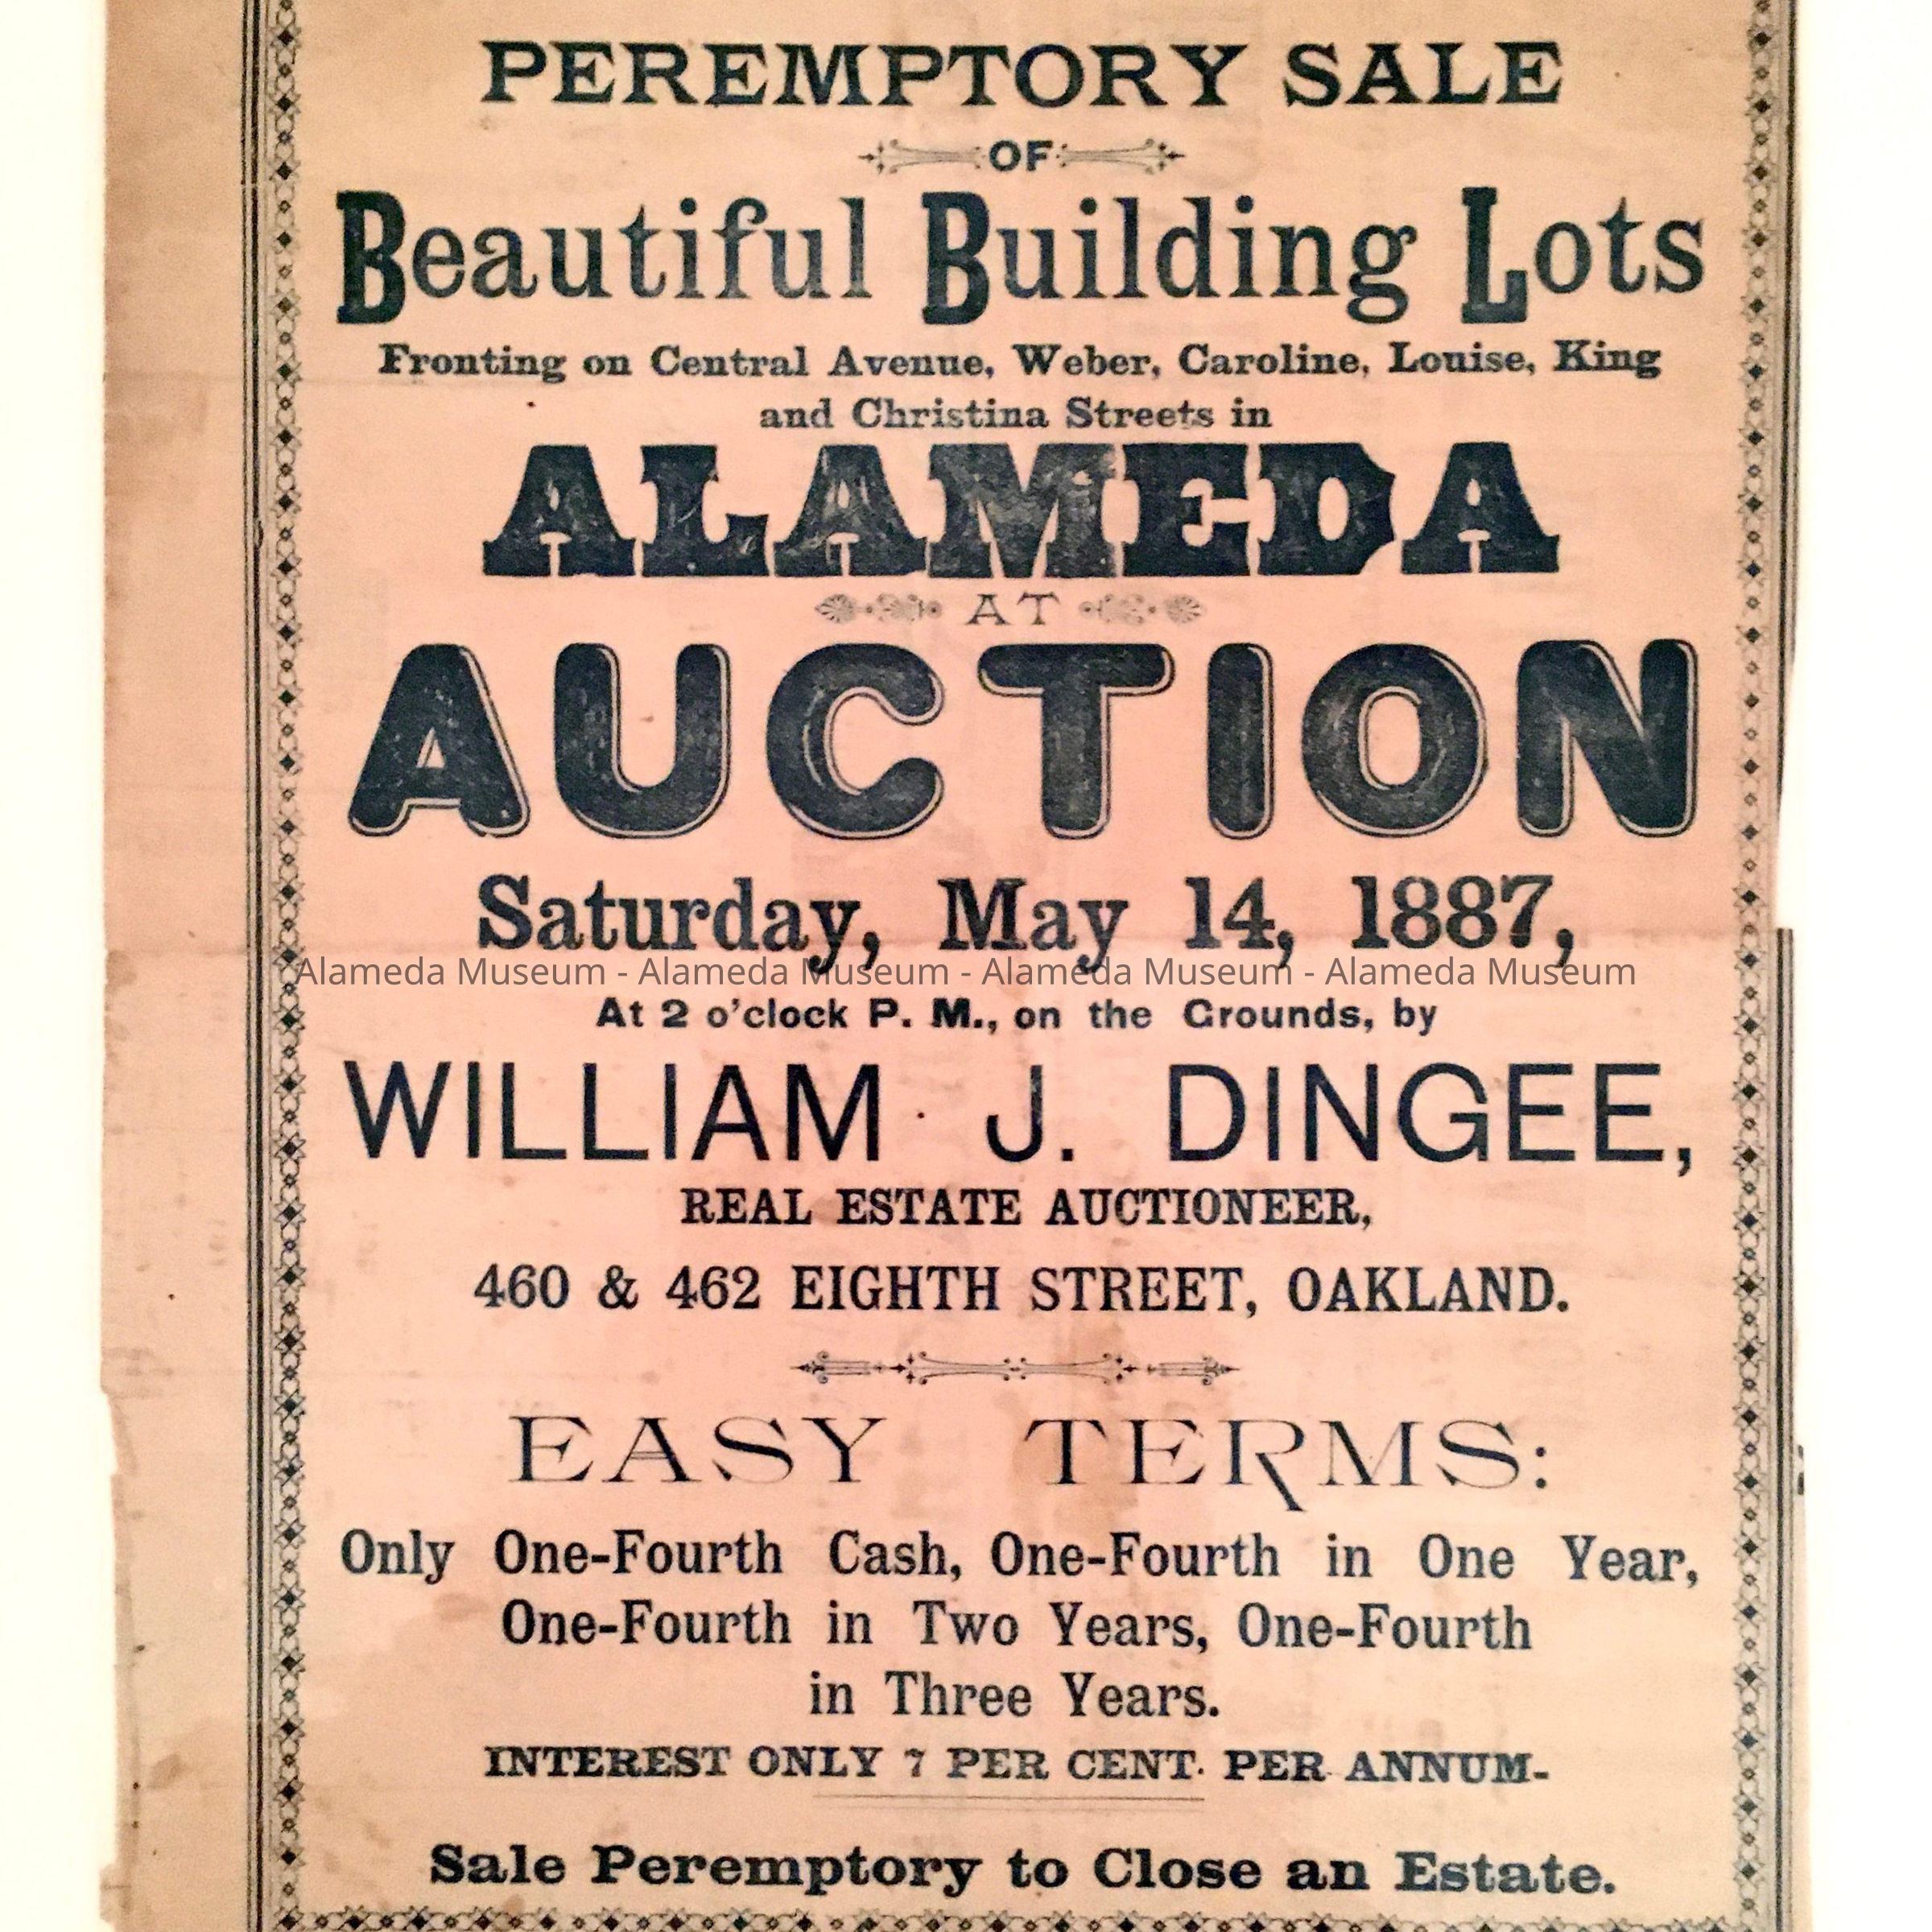 PEREMPTORY SALE
OF
Beautiful Building Lots
Fronting on Central Avenue, Weber, Caroline, Louise, King
and Christina Streets in
ALAMEDA
AT
AUCTION
Saturday, May 14, 1887,
Alameda Museum - Alameda Museum - Alameda Museum - Alameda Museum
At 2 o'clock P. M., on the Grounds, by
WILLIAM J. DINGEE,
REAL ESTATE AUCTIONEER,
460 & 462 EIGHTH STREET, OAKLAND.
EASY TERMS:
Only One-Fourth Cash, One-Fourth in One Year,
One-Fourth in Two Years, One-Fourth
in Three Years.
INTEREST ONLY 7 PER CENT. PER ANNUM-
Sale Peremptory to Close an Estate.